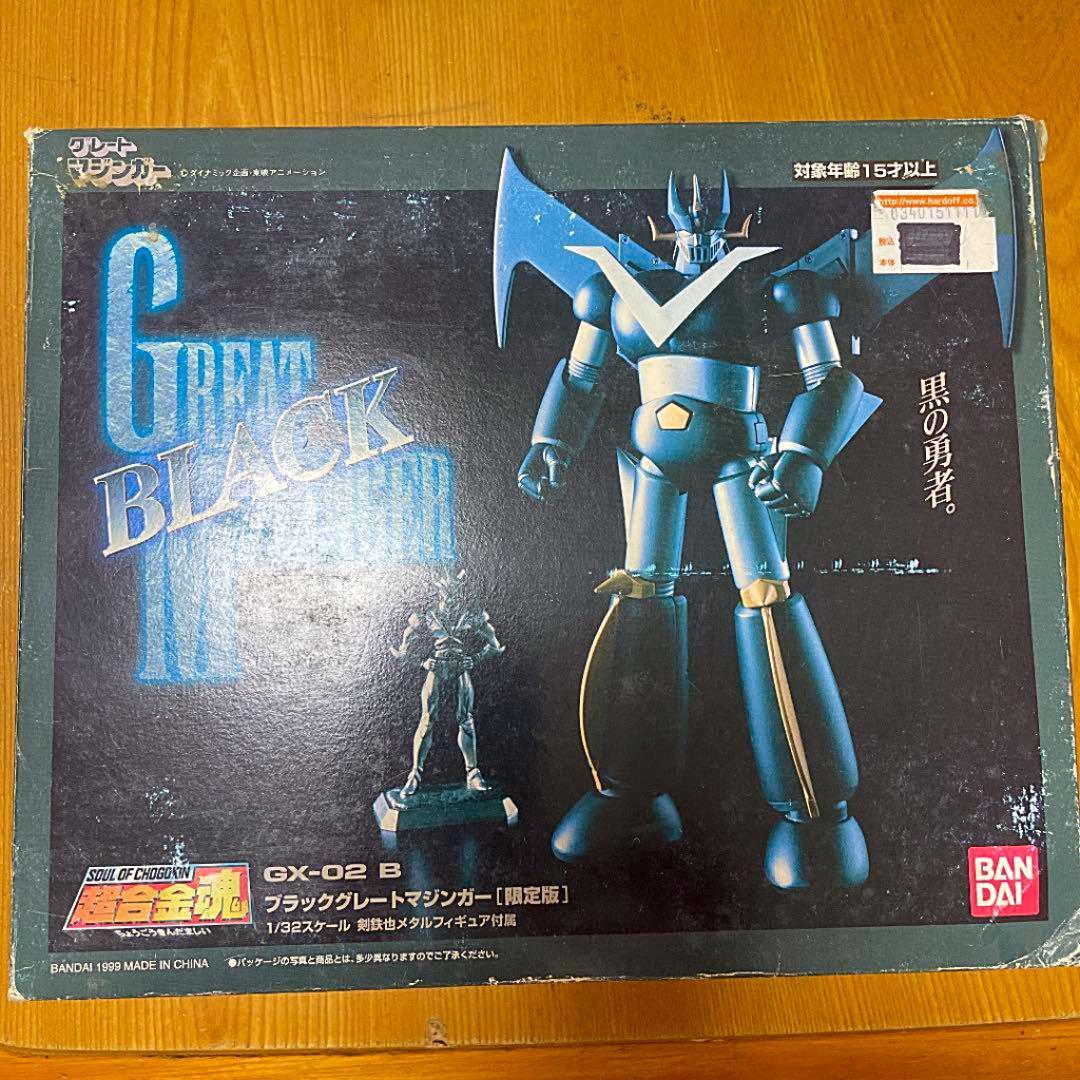 グレート
マジンガー
©ダイナミック企画・東映アニメーション
対象年齢15才以上
http://www.hardoff.co.
税込
本体
GREAT
BLACK
黒の勇者。
SOUL OF CHOGOKIN
超合金魂
ちょうごうきんだましい
GX-02 B
ブラックグレートマジンガー[限定版]
1/32スケール 剣鉄也メタルフィギュア付属
BAN
DAI
BANDAI 1999 MADE IN CHINA
●パッケージの写真と商品とは、多少異なりますのでご了承ください。